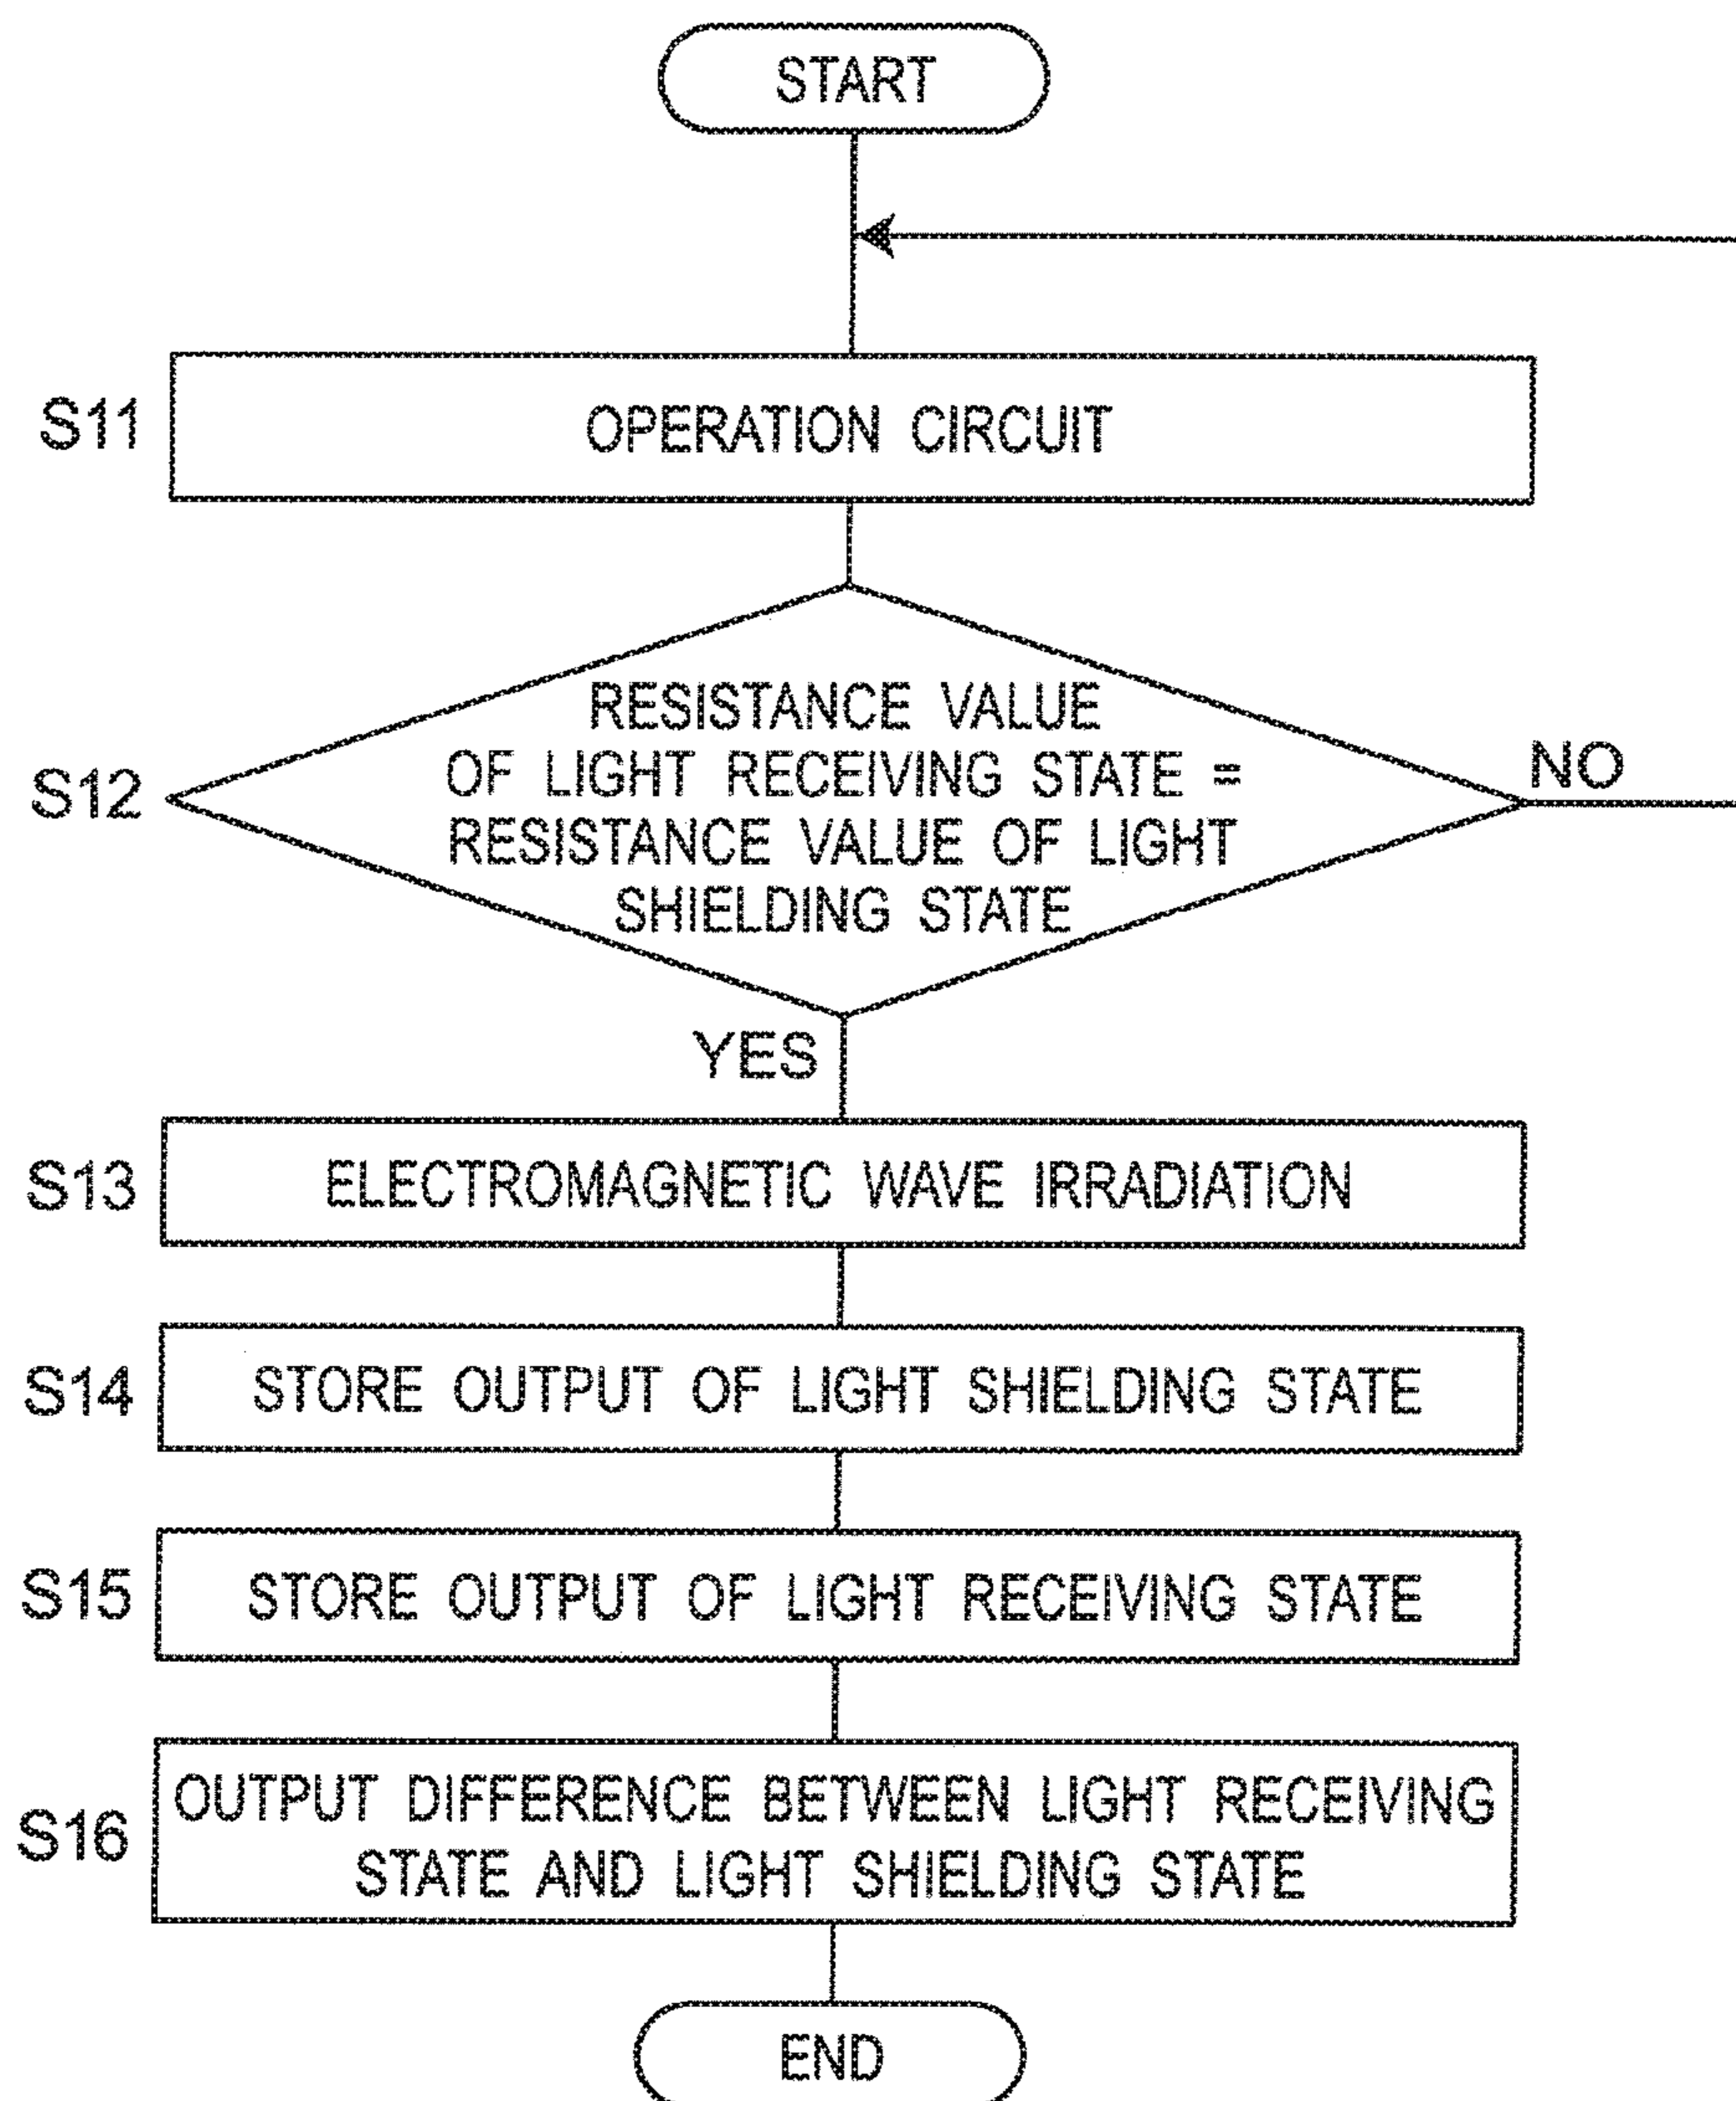 START
S11
OPERATION CIRCUIT
S12
RESISTANCE VALUE
OF LIGHT RECEIVING STATE =
RESISTANCE VALUE OF LIGHT
SHIELDING STATE
NO
YES
S13
ELECTROMAGNETIC WAVE IRRADIATION
S14
STORE OUTPUT OF LIGHT SHIELDING STATE
S15
STORE OUTPUT OF LIGHT RECEIVING STATE
S16
OUTPUT DIFFERENCE BETWEEN LIGHT RECEIVING
STATE AND LIGHT SHIELDING STATE
END